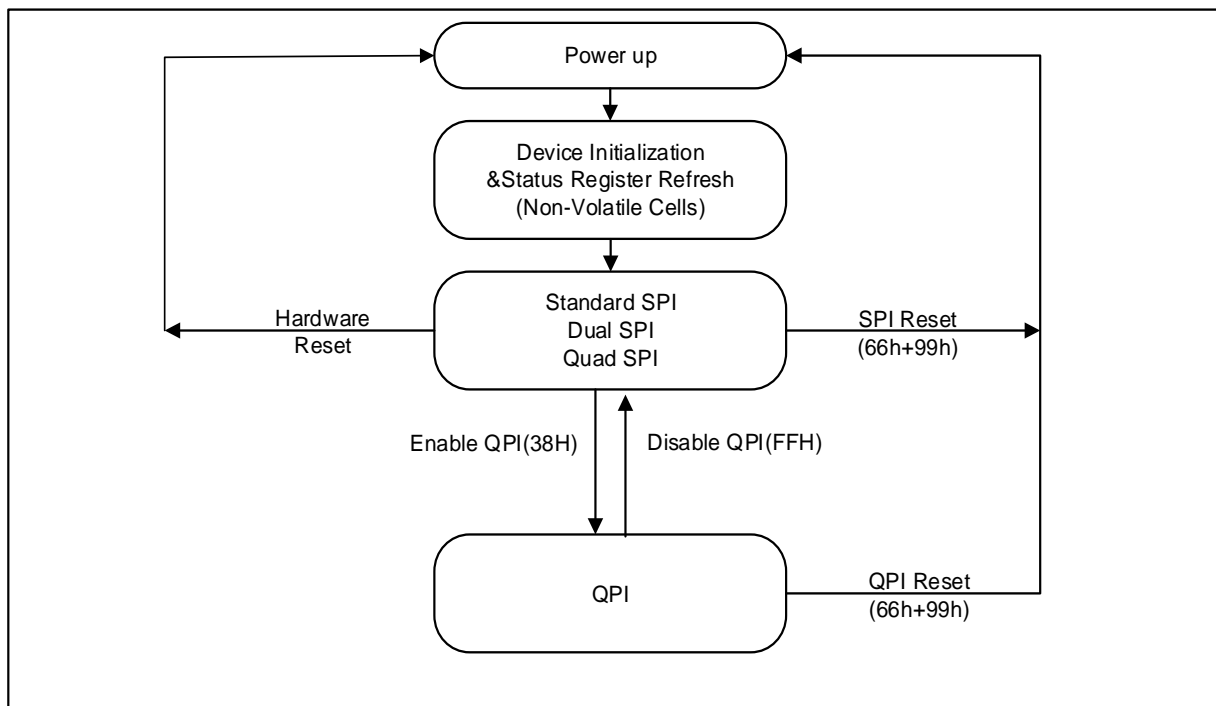 Power up
Device Initialization
&Status Register Refresh
(Non-Volatile Cells)
Standard SPI
Dual SPI
Quad SPI
Hardware
Reset
SPI Reset
(66h+99h)
Enable QPI(38H)
Disable QPI(FFH)
QPI
QPI Reset
(66h+99h)